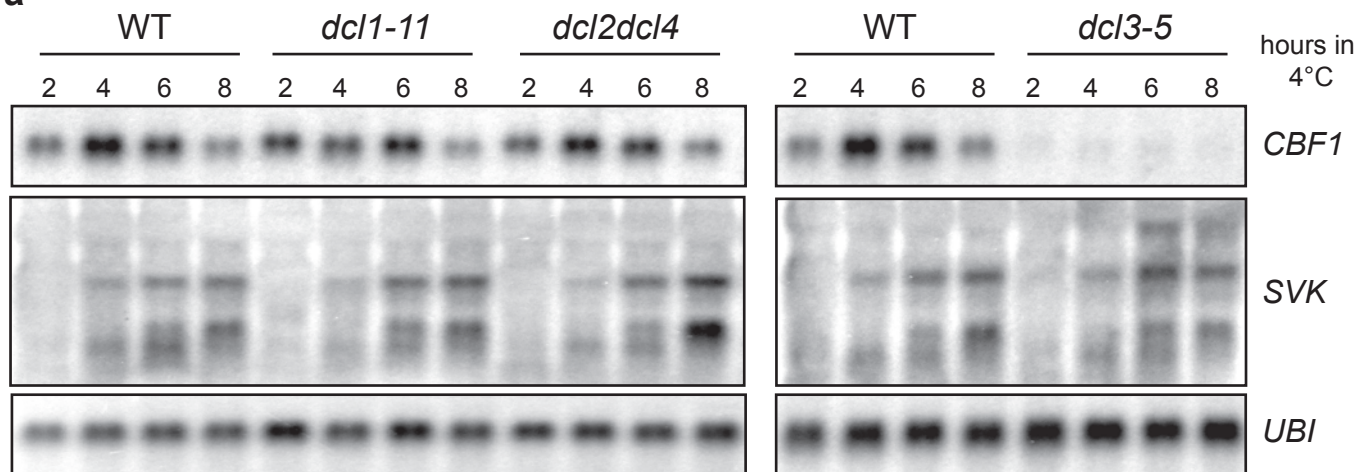 a
WT dcl1-11 dcl2dcl4 WT dcl3-5 hours in 4°C
2 4 6 8 2 4 6 8 2 4 6 8 2 4 6 8 2 4 6 8
CBF1
SVK
UBI